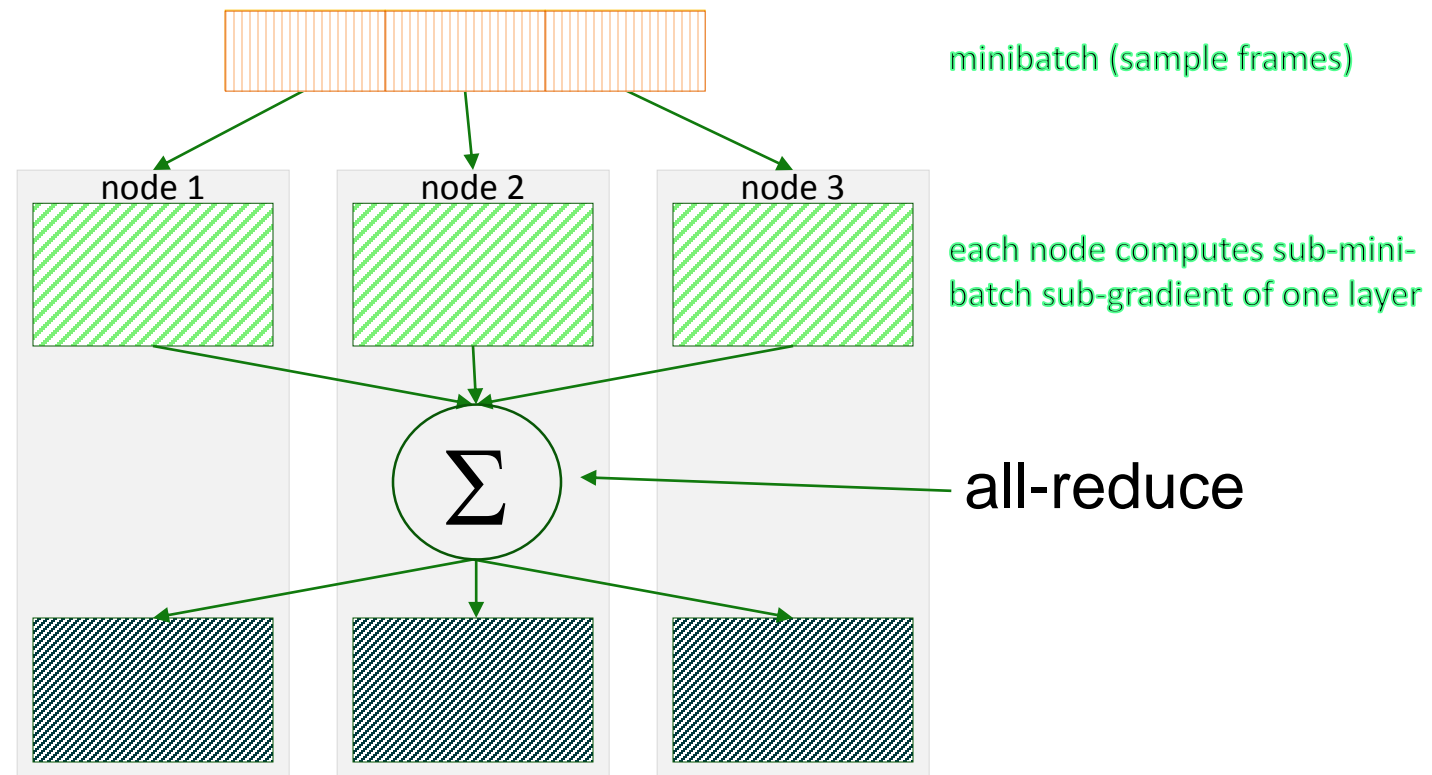 minibatch (sample frames)
node 1
node 2
node 3
each node computes sub-mini-
batch sub-gradient of one layer
Σ
all-reduce